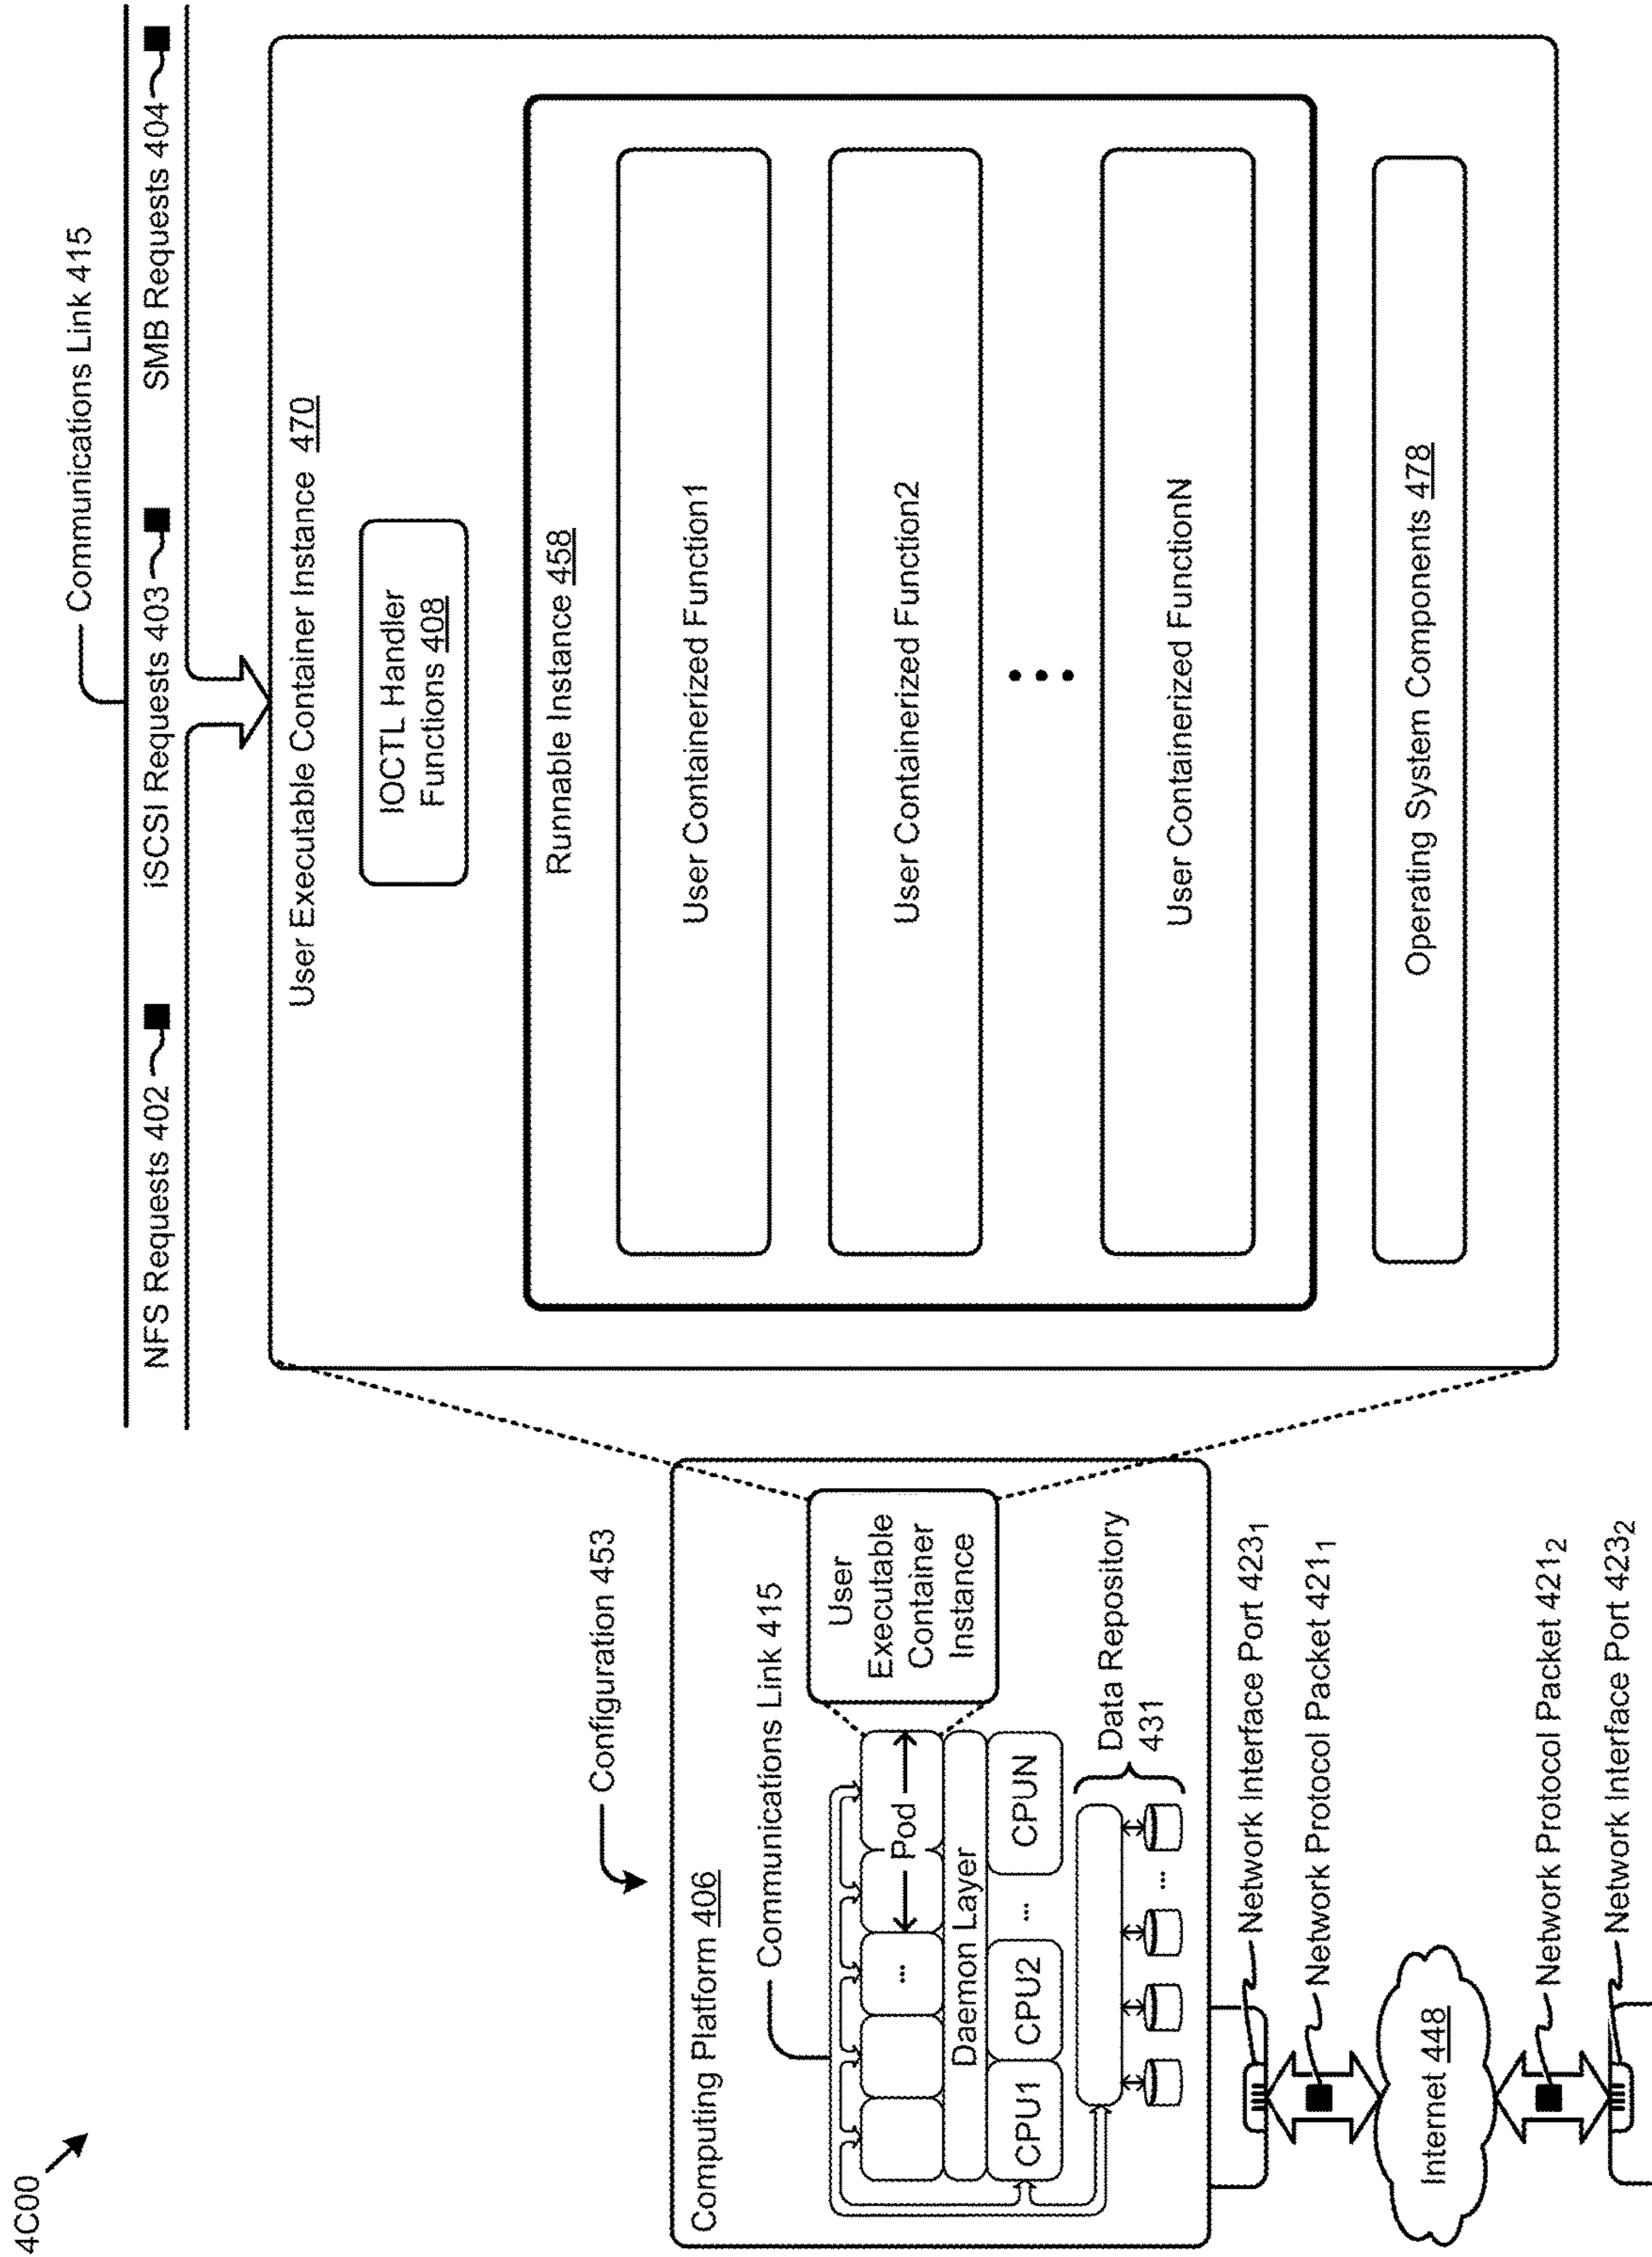 4C00
Communications Link 415
NFS Requests 402
iSCSI Requests 403
SMB Requests 404
User Executable Container Instance 470
IOCTL Handler
Functions 408
Runnable Instance 458
User Containerized Function1
User Containerized Function2
•••
User Containerized FunctionN
Operating System Components 478
Configuration 453
Computing Platform 406
Communications Link 415
User
Executable
Container
Instance
...
Pod
Daemon Layer
CPU1
CPU2
...
CPUN
Data Repository
431
...
Network Interface Port 423₁
Network Protocol Packet 421₁
Internet 448
Network Protocol Packet 421₂
Network Interface Port 423₂